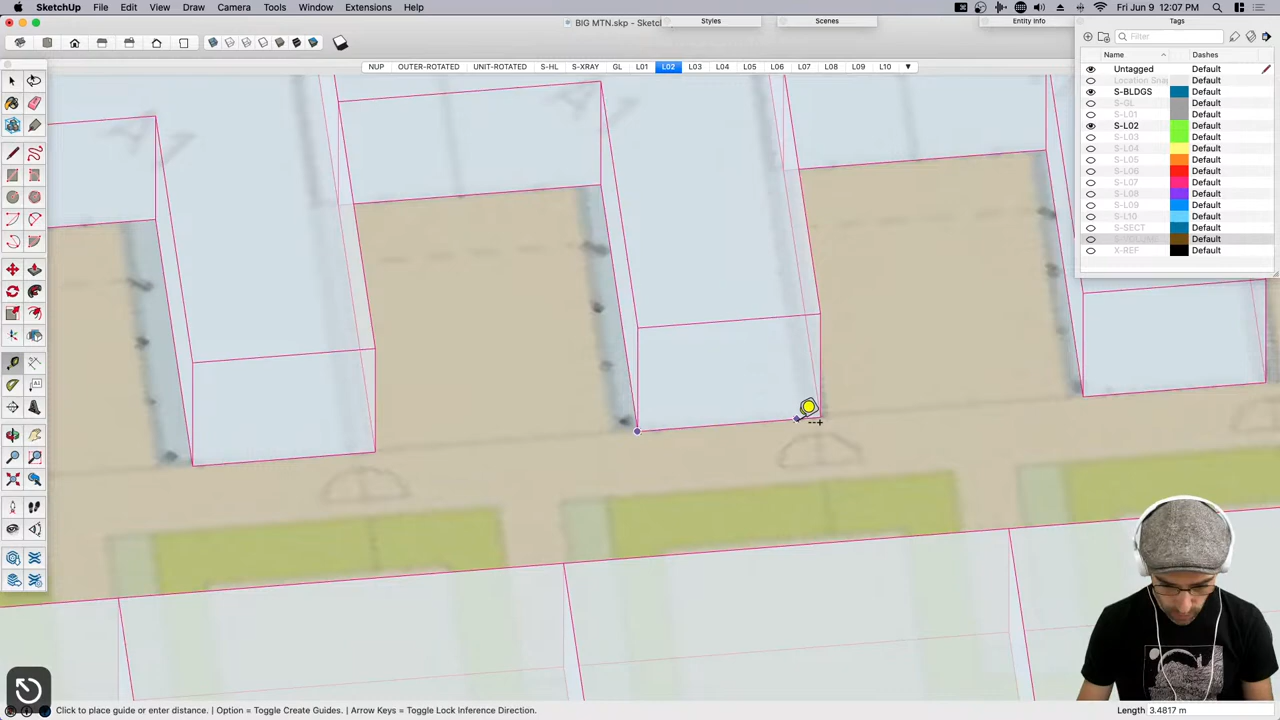 SketchUp File Edit View Draw Camera Tools Window Extensions Help
Fri Jun 9 12:07 PM
BIG MTN.skp - Sketch
Styles
Scenes
Entity Info
Tags
Filter
NUP OUTER-ROTATED UNIT-ROTATED S-HL S-XRAY GL L01 L02 L03 L04 L05 L06 L07 L08 L09 L10
Name Dashes
Untagged Default
Location Sna Default
S-BLDGS Default
S-GL Default
S-L01 Default
S-L02 Default
S-L03 Default
S-L04 Default
S-L05 Default
S-L06 Default
S-L07 Default
S-L08 Default
S-L09 Default
S-L10 Default
S-SECT Default
Default
X-REF Default
Click to place guide or enter distance. | Option = Toggle Create Guides. | Arrow Keys = Toggle Lock Inference Direction.
Length 3.4817 m